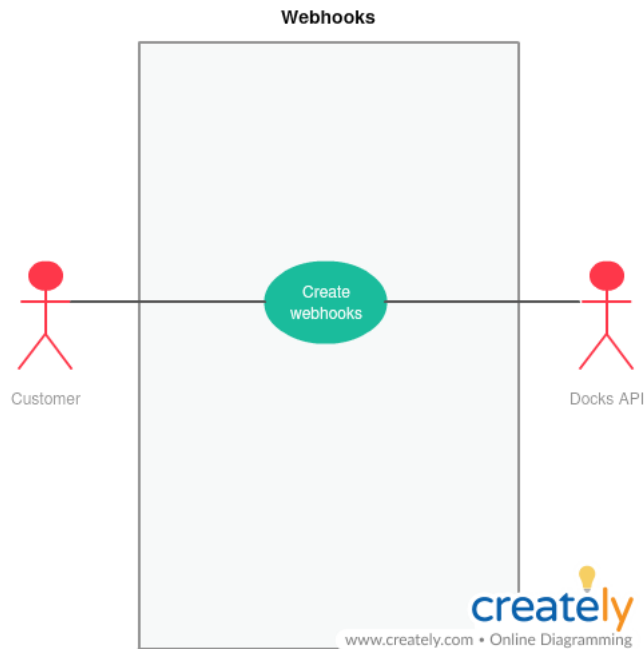 Webhooks
Create
webhooks
Customer
Docks API
creately
www.creately.com • Online Diagramming